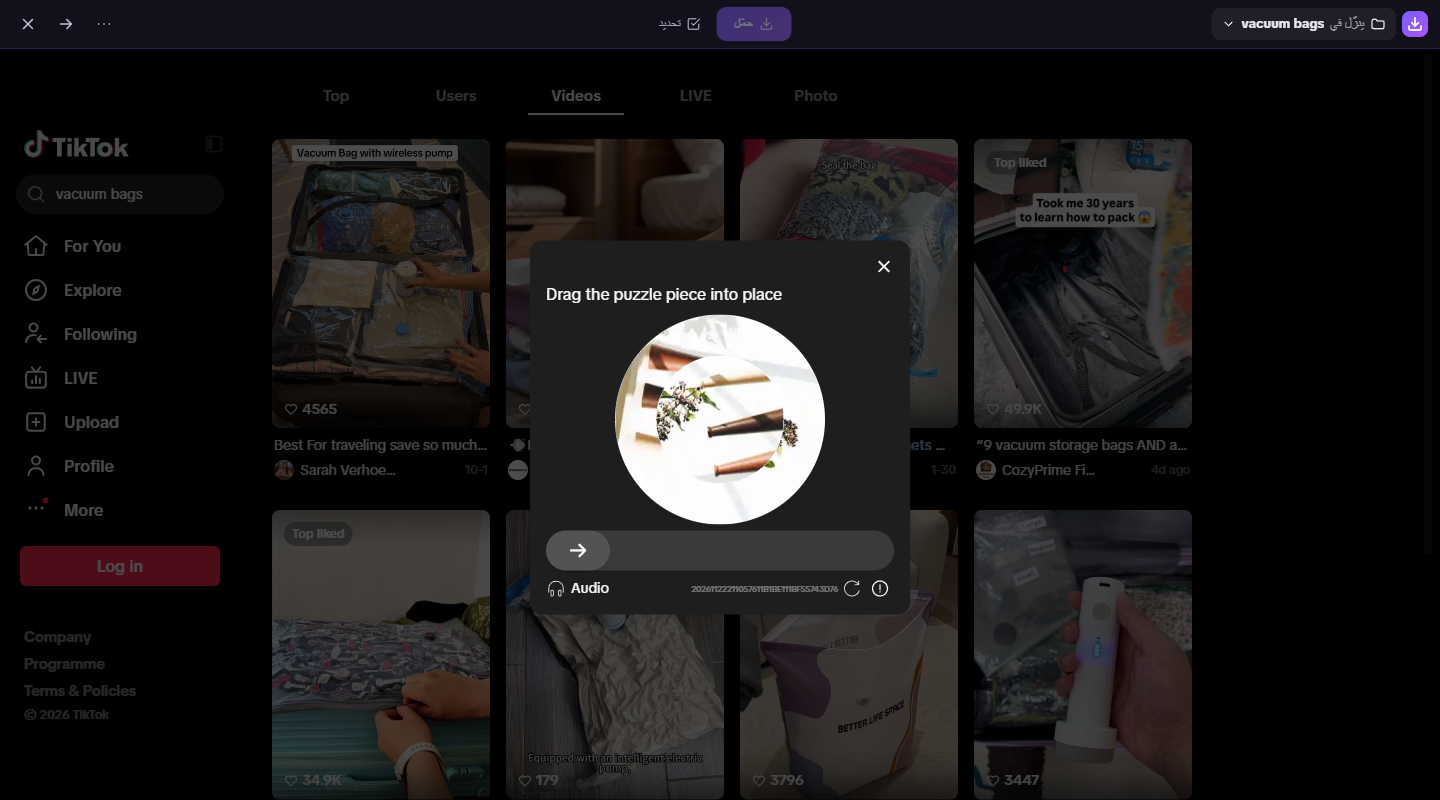 تحديد
حمّل
vacuum bags
Top
Users
Videos
LIVE
Photo
TikTok
vacuum bags
For You
Explore
Following
LIVE
Upload
Profile
More
Log in
Company
Programme
Terms & Policies
© 2026 TikTok
Vacuum Bag with wireless pump
4565
Best For traveling save so much...
Sarah Verhoe...
10-1
Seal the bag
ets ...
1-30
Top liked
Took me 30 years
to learn how to pack 😱
49.9K
“9 vacuum storage bags AND a...
CozyPrime Fi...
4d ago
Drag the puzzle piece into place
Audio
Top liked
34.9K
Equipped with an intelligent electric
pump,
179
BETTER LIFE SPACE
3796
3447